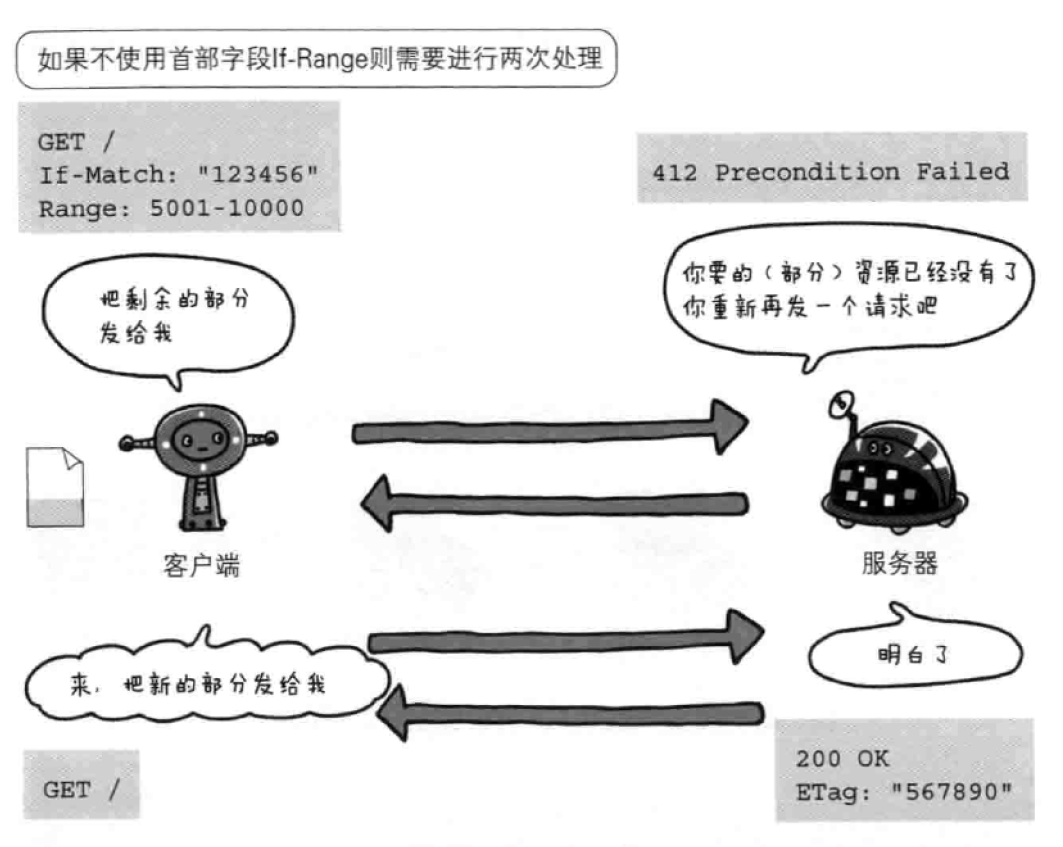 如果不使用首部字段If-Range则需要进行两次处理
GET /
If-Match: "123456"
Range: 5001-10000
412 Precondition Failed
把剩余的部分
发给我
你要的(部分)资源已经没有了
你重新再发一个请求吧
客户端
服务器
来，把新的部分发给我
明白了
GET /
200 OK
ETag: "567890"